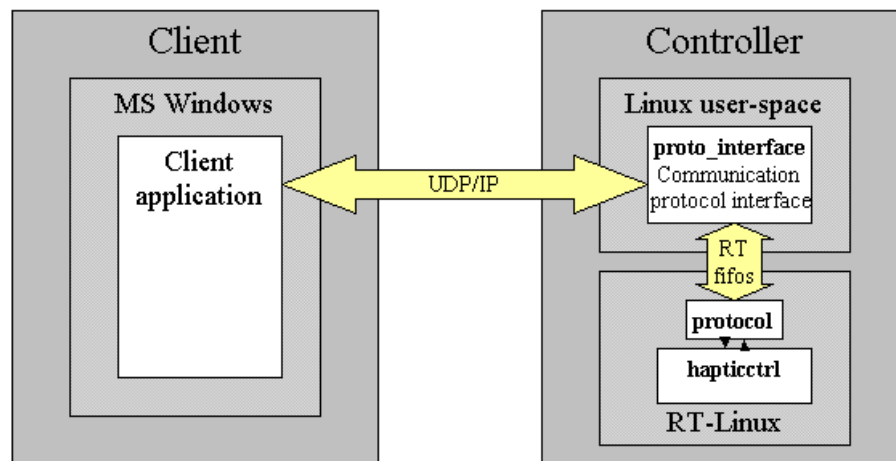 Client
MS Windows
Client
application
UDP/IP
Controller
Linux user-space
proto_interface
Communication
protocol interface
RT
fifos
protocol
hapticctrl
RT-Linux